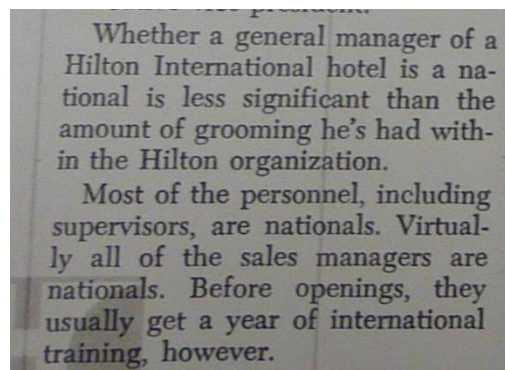 Whether a general manager of a
Hilton International hotel is a na-
tional is less significant than the
amount of grooming he's had with-
in the Hilton organization.
Most of the personnel, including
supervisors, are nationals. Virtual-
ly all of the sales managers are
nationals. Before openings, they
usually get a year of international
training, however.